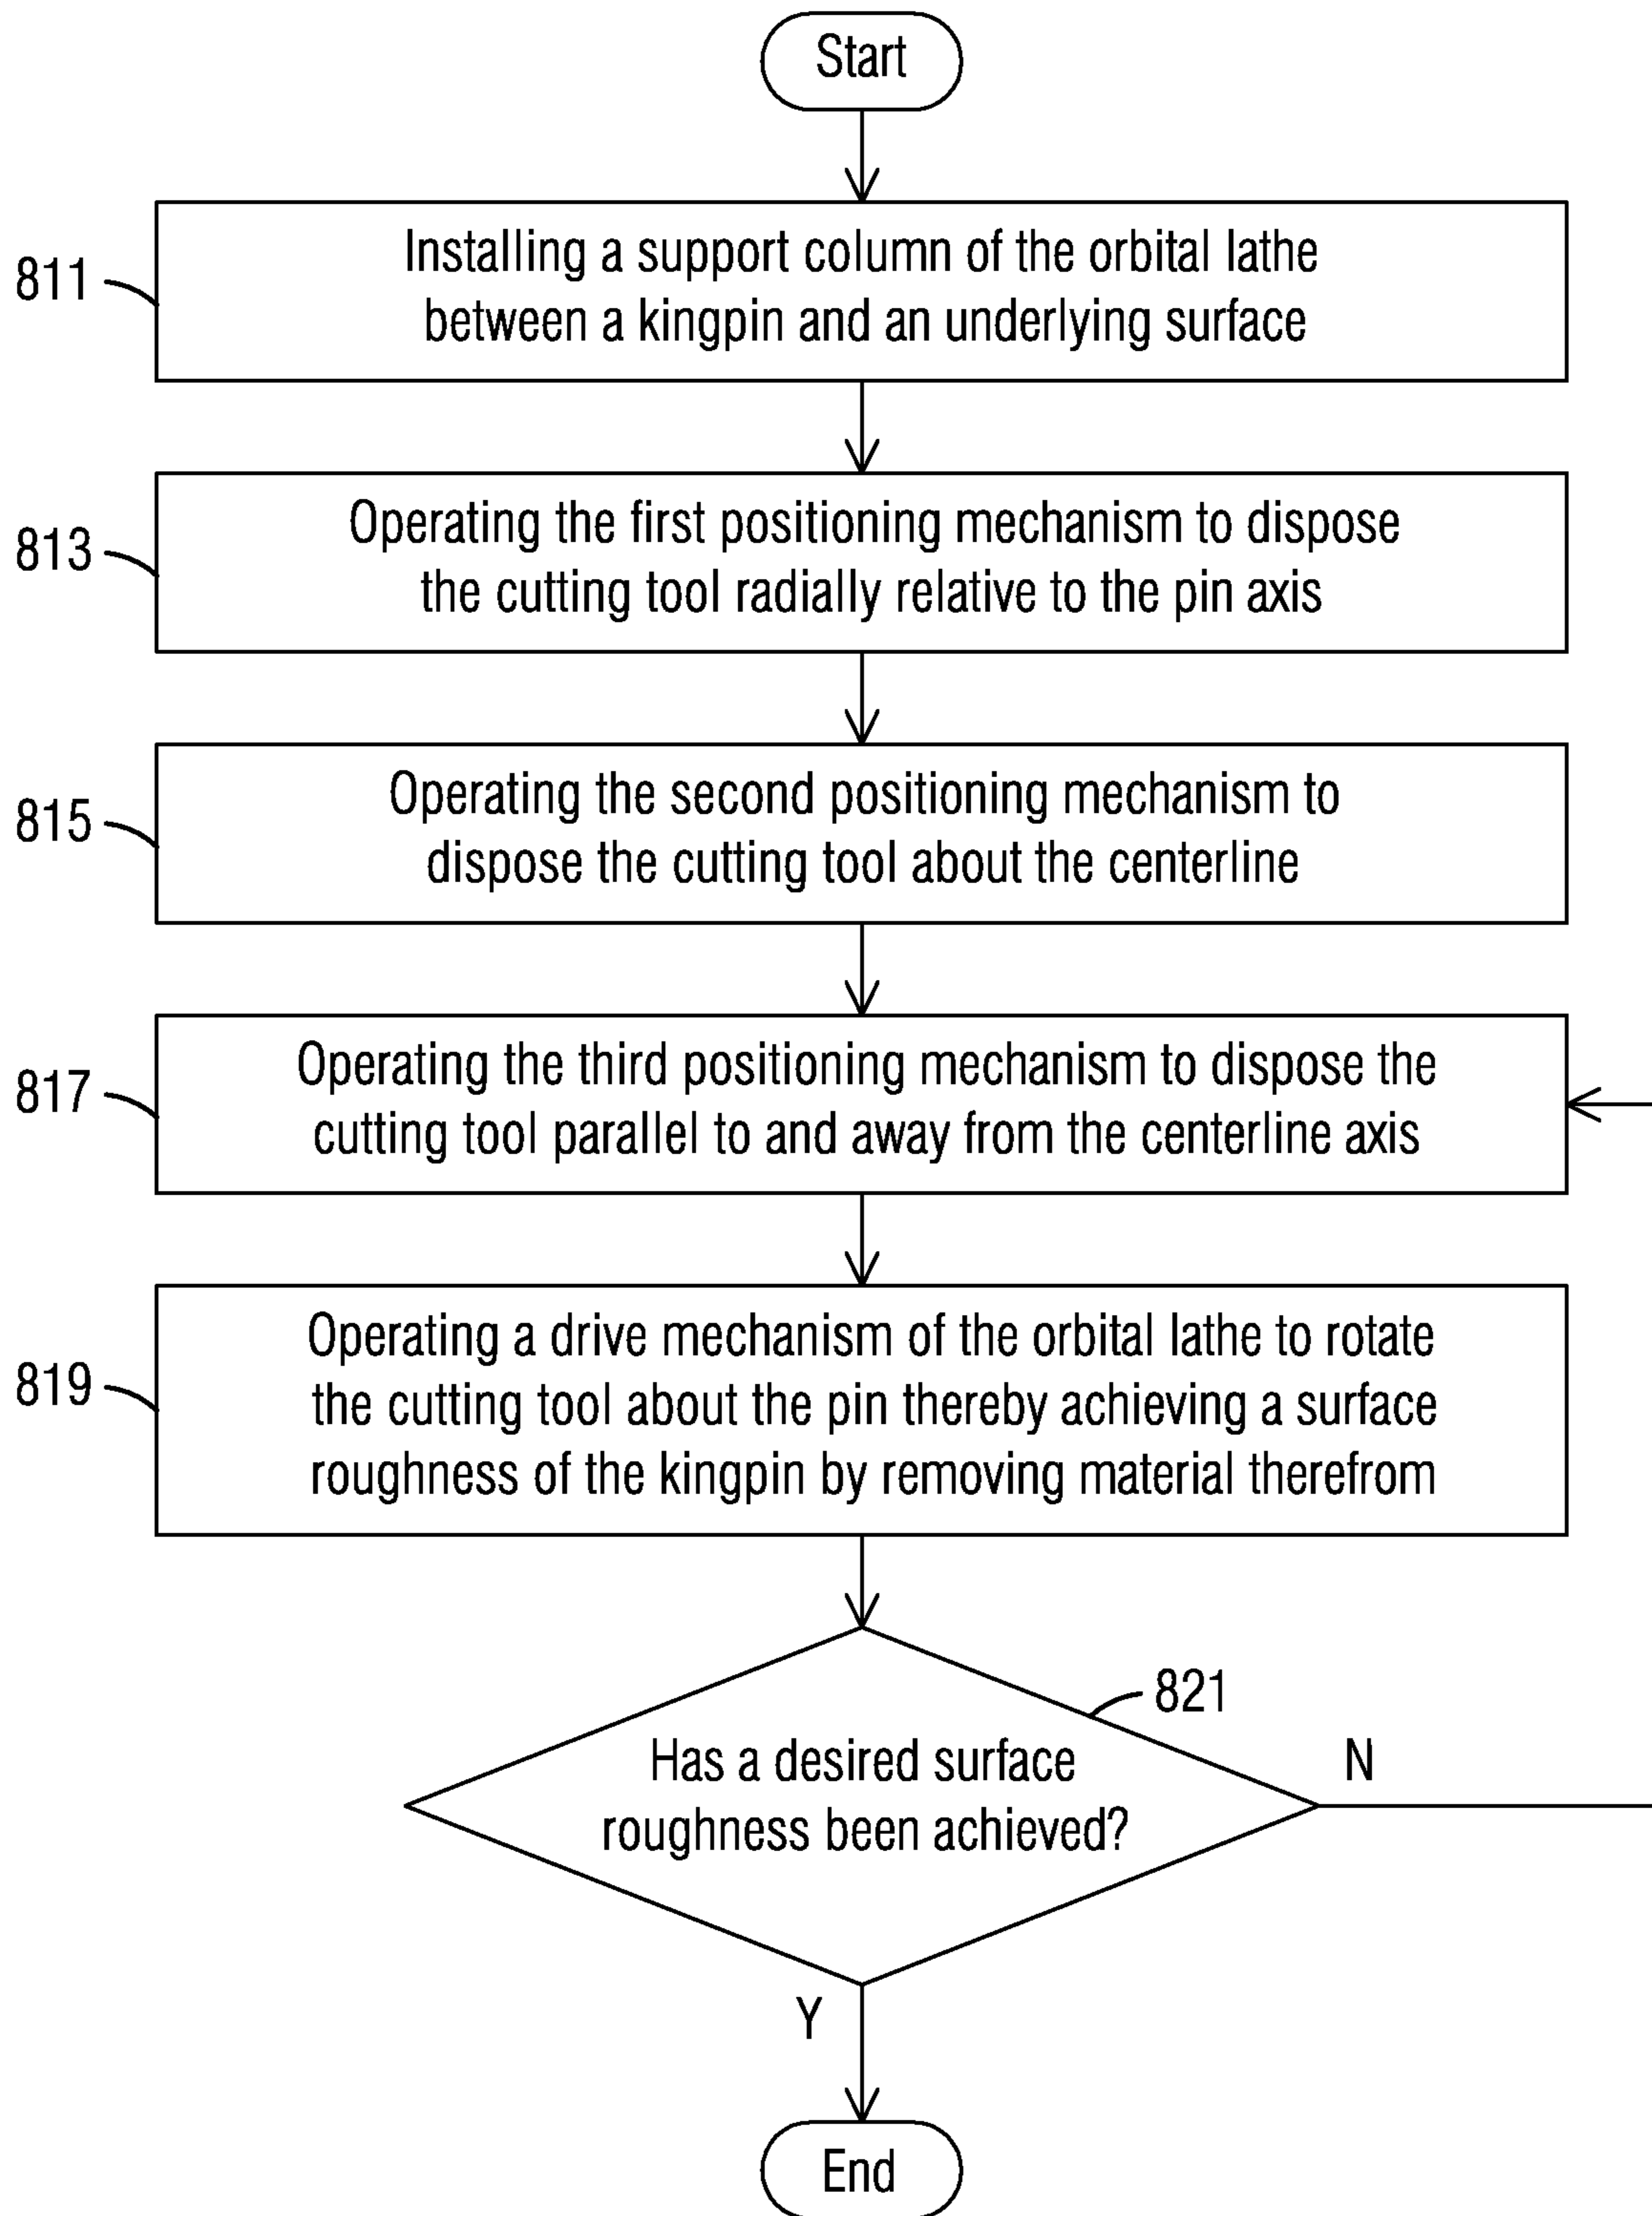 Start
811
Installing a support column of the orbital lathe
between a kingpin and an underlying surface
813
Operating the first positioning mechanism to dispose
the cutting tool radially relative to the pin axis
815
Operating the second positioning mechanism to
dispose the cutting tool about the centerline
817
Operating the third positioning mechanism to dispose the
cutting tool parallel to and away from the centerline axis
819
Operating a drive mechanism of the orbital lathe to rotate
the cutting tool about the pin thereby achieving a surface
roughness of the kingpin by removing material therefrom
821
Has a desired surface
roughness been achieved?
N
Y
End